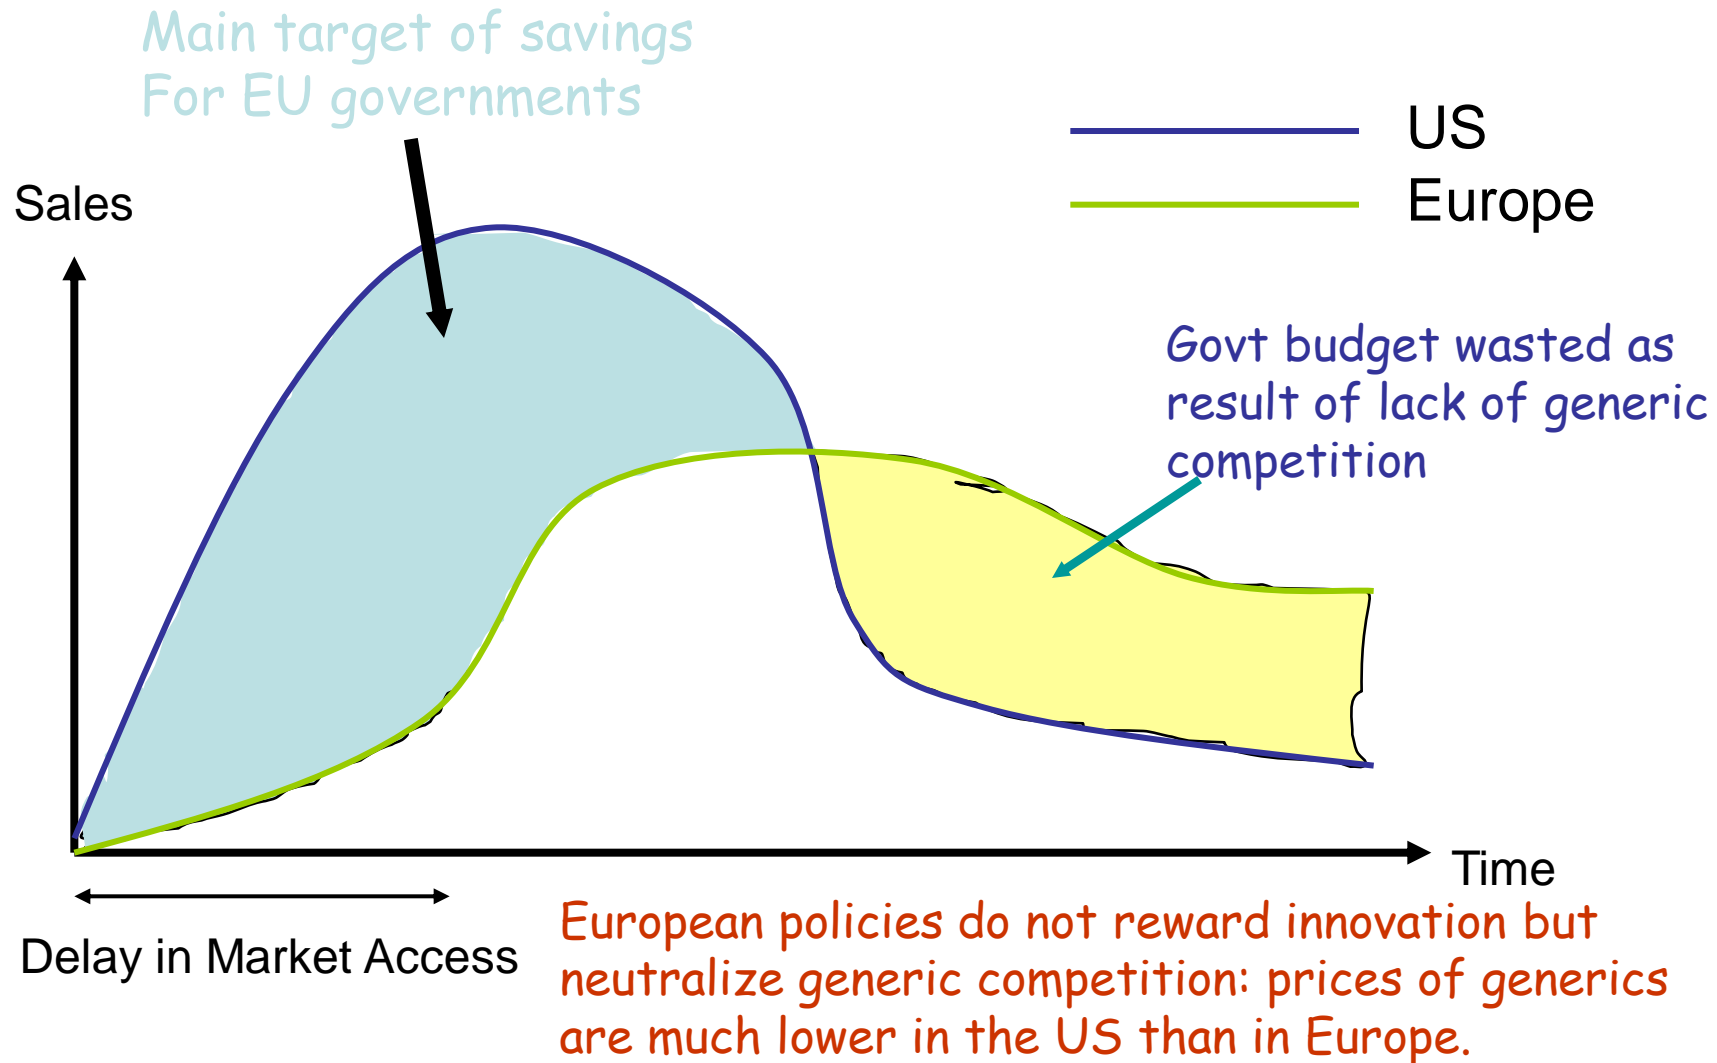 Main target of savings
For EU governments
US
Europe
Sales
Govt budget wasted as
result of lack of generic
competition
Time
Delay in Market Access
European policies do not reward innovation but
neutralize generic competition: prices of generics
are much lower in the US than in Europe.